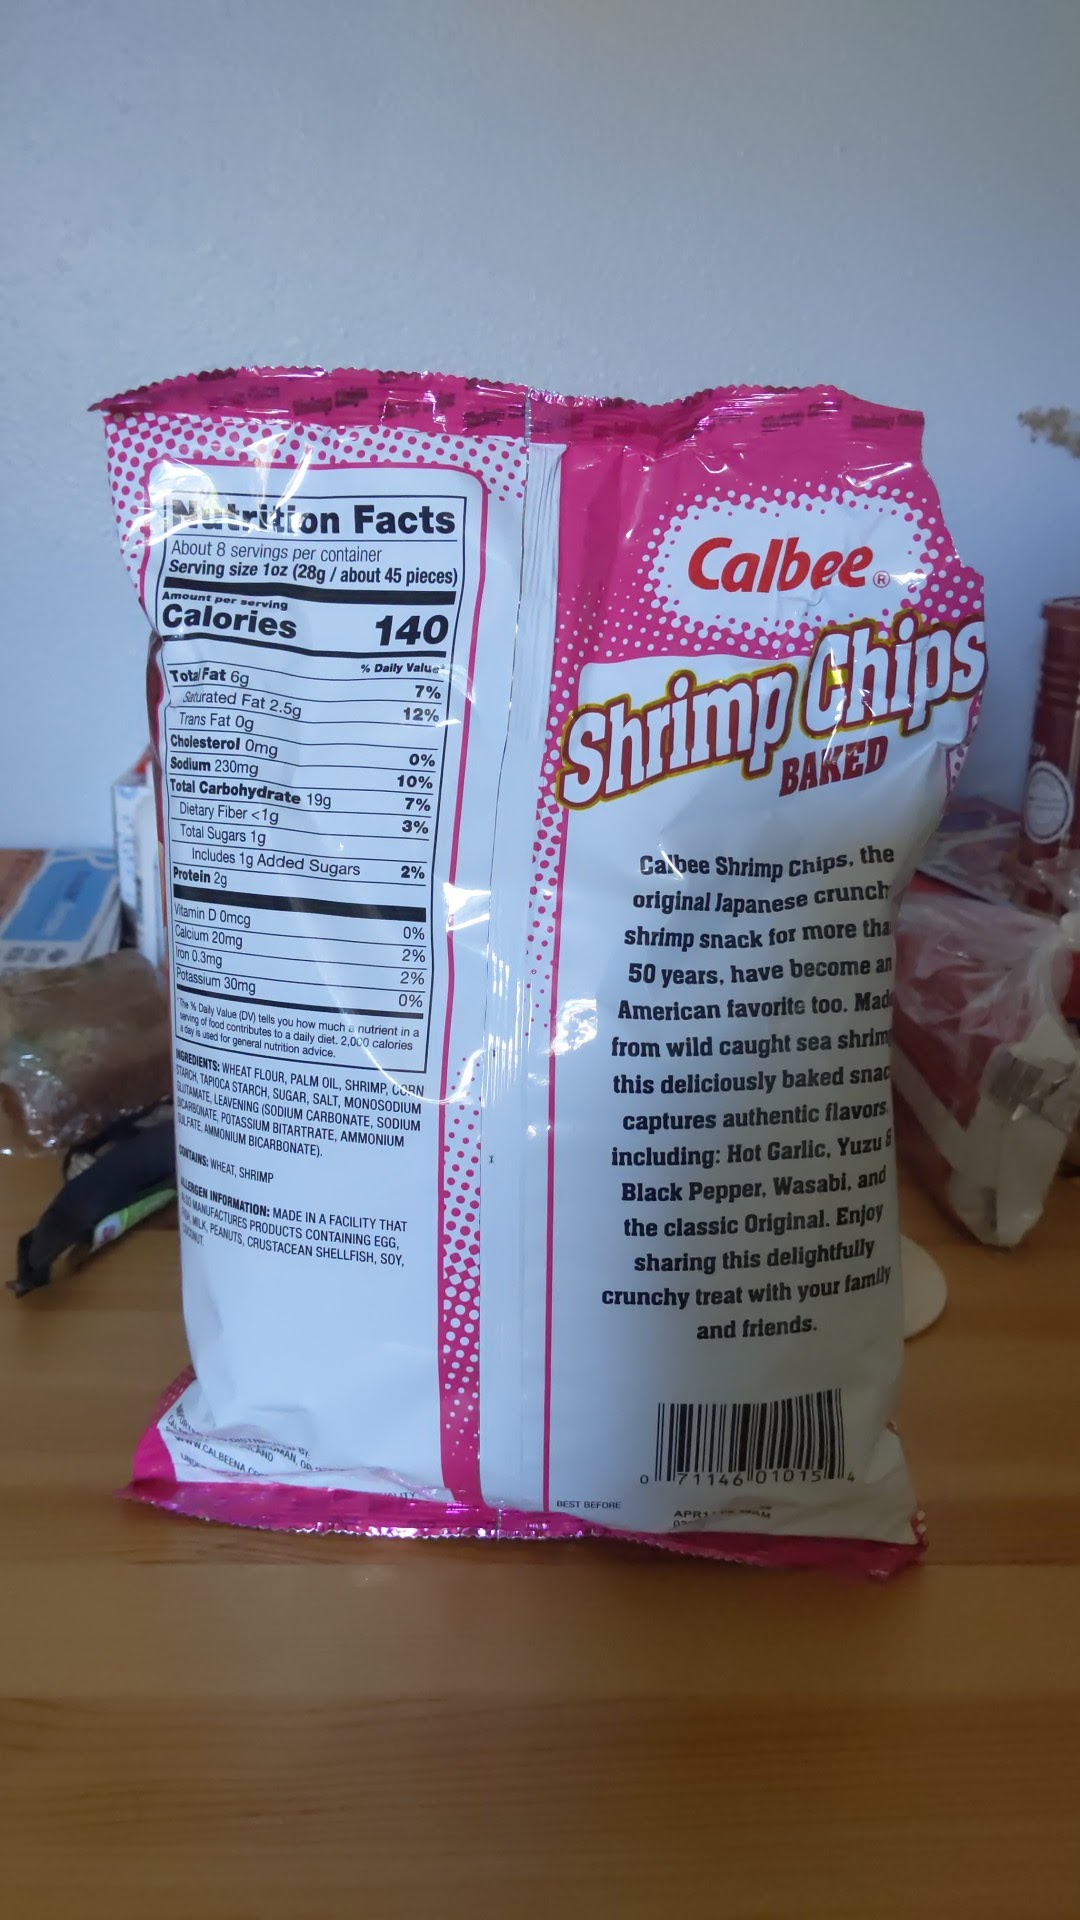 Nutrition Facts
About 8 servings per container
Serving size 1oz (28g / about 45 pieces)
Amount per serving
Calories 140
% Daily Value*
Total Fat 6g 7%
Saturated Fat 2.5g 12%
Trans Fat 0g
Cholesterol 0mg 0%
Sodium 230mg 10%
Total Carbohydrate 19g 7%
Dietary Fiber <1g 3%
Total Sugars 1g
Includes 1g Added Sugars 2%
Protein 2g
Vitamin D 0mcg 0%
Calcium 20mg 2%
Iron 0.3mg 2%
Potassium 30mg 0%
*The % Daily Value (DV) tells you how much a nutrient in a
serving of food contributes to a daily diet. 2,000 calories
a day is used for general nutrition advice.
INGREDIENTS: WHEAT FLOUR, PALM OIL, SHRIMP, CORN
STARCH, TAPIOCA STARCH, SUGAR, SALT, MONOSODIUM
GLUTAMATE, LEAVENING (SODIUM CARBONATE, SODIUM
BICARBONATE, POTASSIUM BITARTRATE, AMMONIUM
SULFATE, AMMONIUM BICARBONATE).
CONTAINS: WHEAT, SHRIMP
ALLERGEN INFORMATION: MADE IN A FACILITY THAT
ALSO MANUFACTURES PRODUCTS CONTAINING EGG,
FISH, MILK, PEANUTS, CRUSTACEAN SHELLFISH, SOY,
COCONUT.
WWW.CALBEENA.CO
Calbee®
Shrimp Chips
BAKED
Calbee Shrimp Chips, the
original Japanese crunch
shrimp snack for more tha
50 years, have become an
American favorite too. Mad
from wild caught sea shrim
this deliciously baked snac
captures authentic flavors
including: Hot Garlic, Yuzu &
Black Pepper, Wasabi, and
the classic Original. Enjoy
sharing this delightfully
crunchy treat with your family
and friends.
0 71146 01015 4
BEST BEFORE